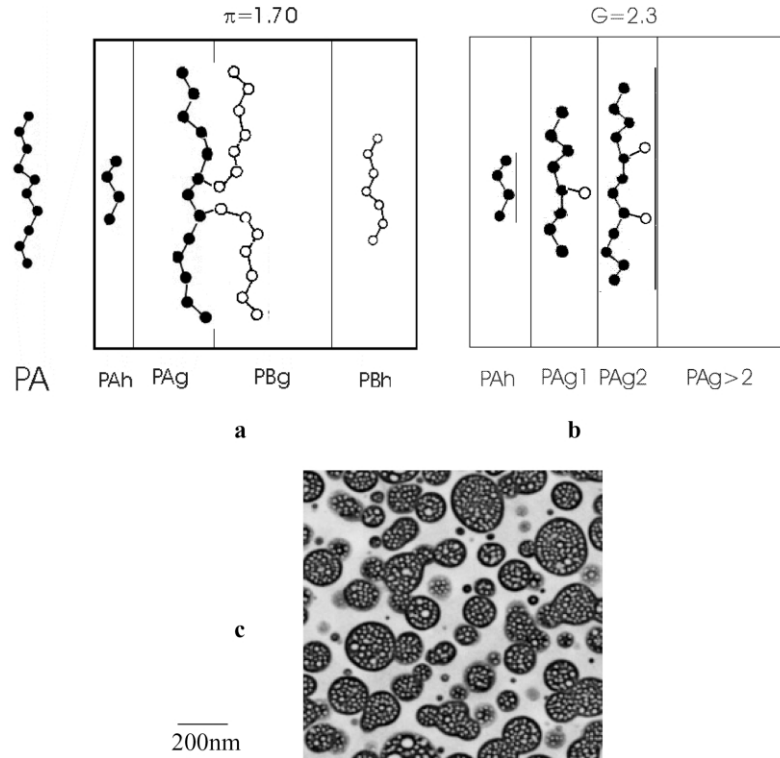 π=1.70 G=2.3
PA PAh PAg PBg PBh PAh PAg1 PAg2 PAg>2
a b
c
200nm